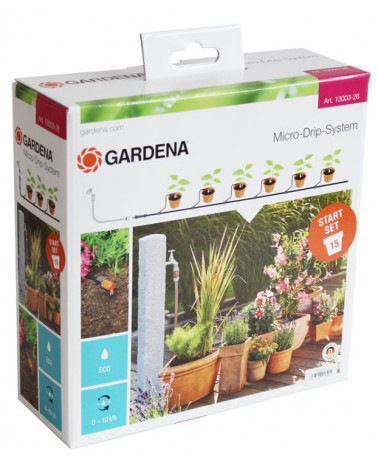 Art. 13003-26
gardena.com
GARDENA
Micro-Drip-System
START
SET
15
ECO
0–10 l/h